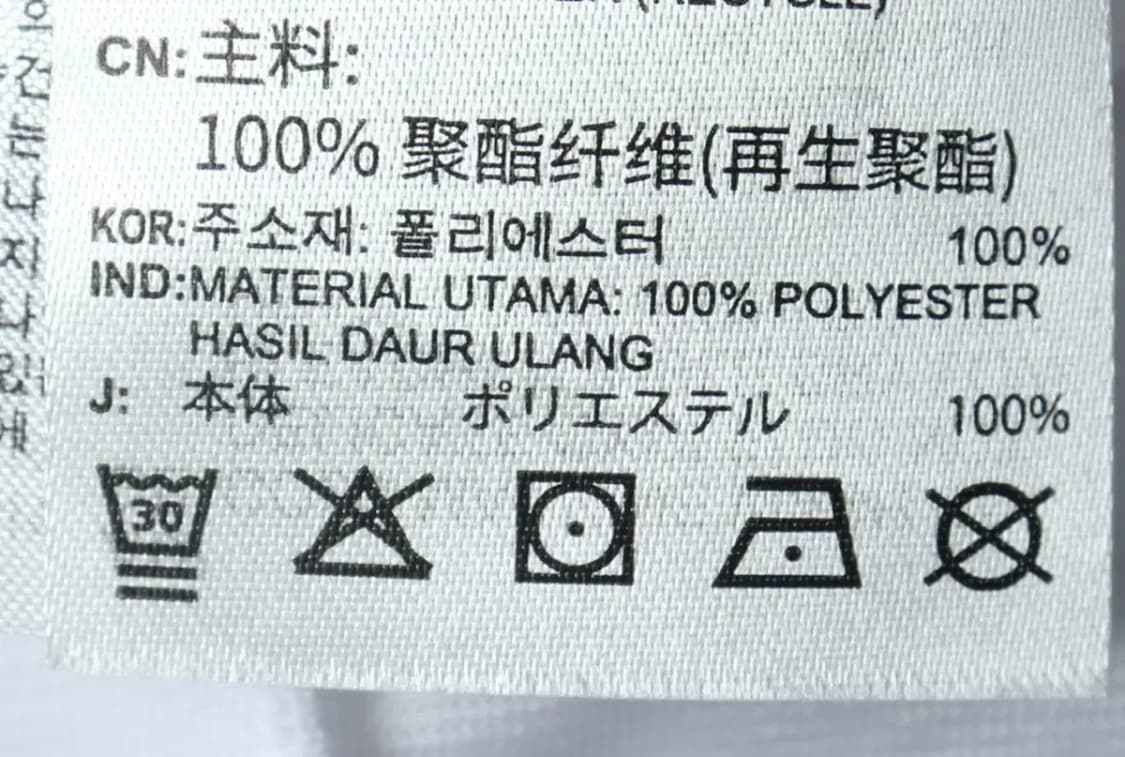 CN: 主料:
100% 聚酯纤维(再生聚酯)
KOR: 주소재: 폴리에스터 100%
IND: MATERIAL UTAMA: 100% POLYESTER
HASIL DAUR ULANG
J: 本体 ポリエステル 100%
30